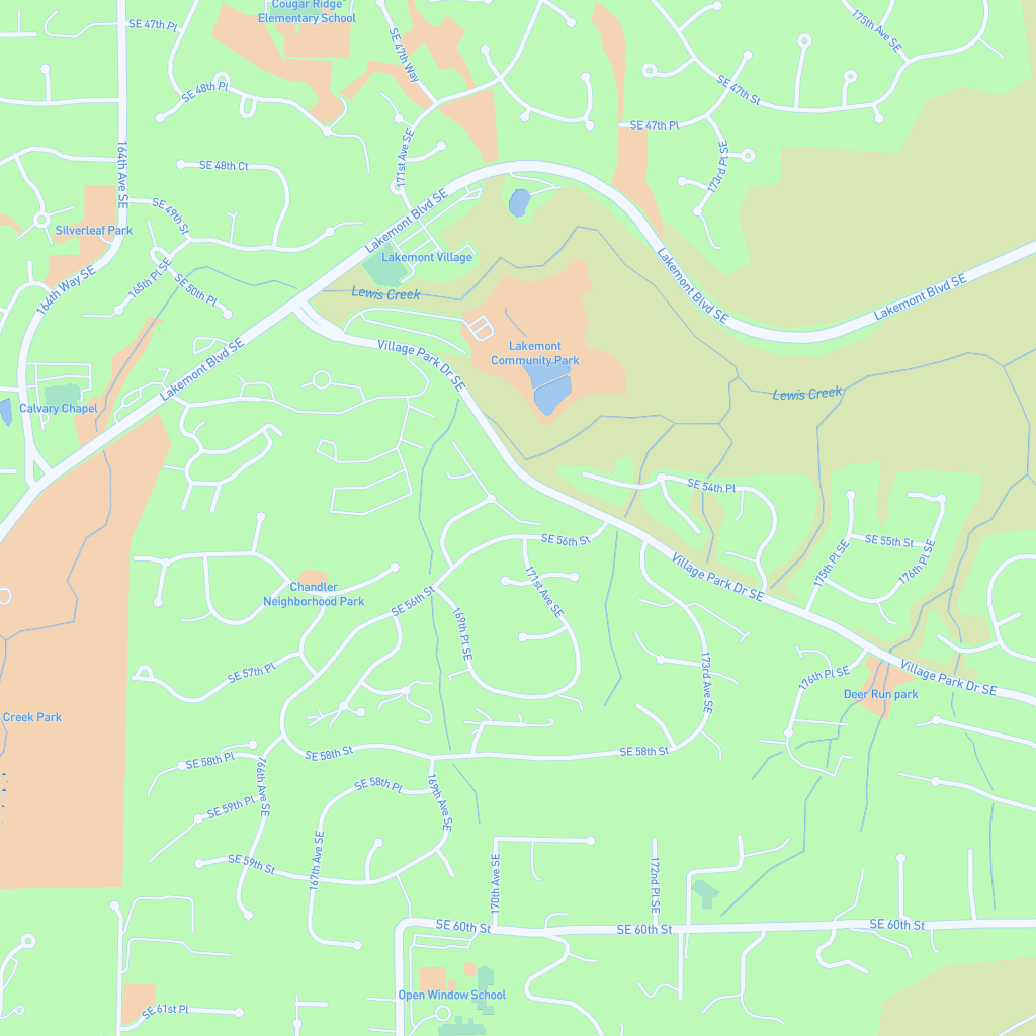 Cougar Ridge
Elementary School
SE 47th Pl
SE 47th Way
175th Ave SE
SE 48th Pl
SE 47th St
SE 47th Pl
164th Ave SE
171st Ave SE
SE 48th Ct
173rd Pl SE
SE 49th St
Lakemont Blvd SE
Silverleaf Park
Lakemont Village
164th Way SE
165th Pl SE
SE 50th Pl
Lewis Creek
Lakemont Blvd SE
Lakemont Blvd SE
Lakemont Blvd SE
Village Park Dr SE
Lakemont
Community Park
Lewis Creek
Calvary Chapel
SE 54th Pl
SE 56th St
SE 55th St
175th Pl SE
176th Pl SE
Village Park Dr SE
171st Ave SE
Chandler
Neighborhood Park
SE 56th St
169th Pl SE
SE 57th Pl
173rd Ave SE
176th Pl SE
Village Park Dr SE
Deer Run park
Creek Park
SE 58th St
SE 58th St
SE 58th Pl
766th Ave SE
SE 58th Pl
169th Ave SE
SE 59th Pl
SE 59th St
167th Ave SE
170th Ave SE
172nd Pl SE
SE 60th St
SE 60th St
SE 60th St
Open Window School
SE 61st Pl